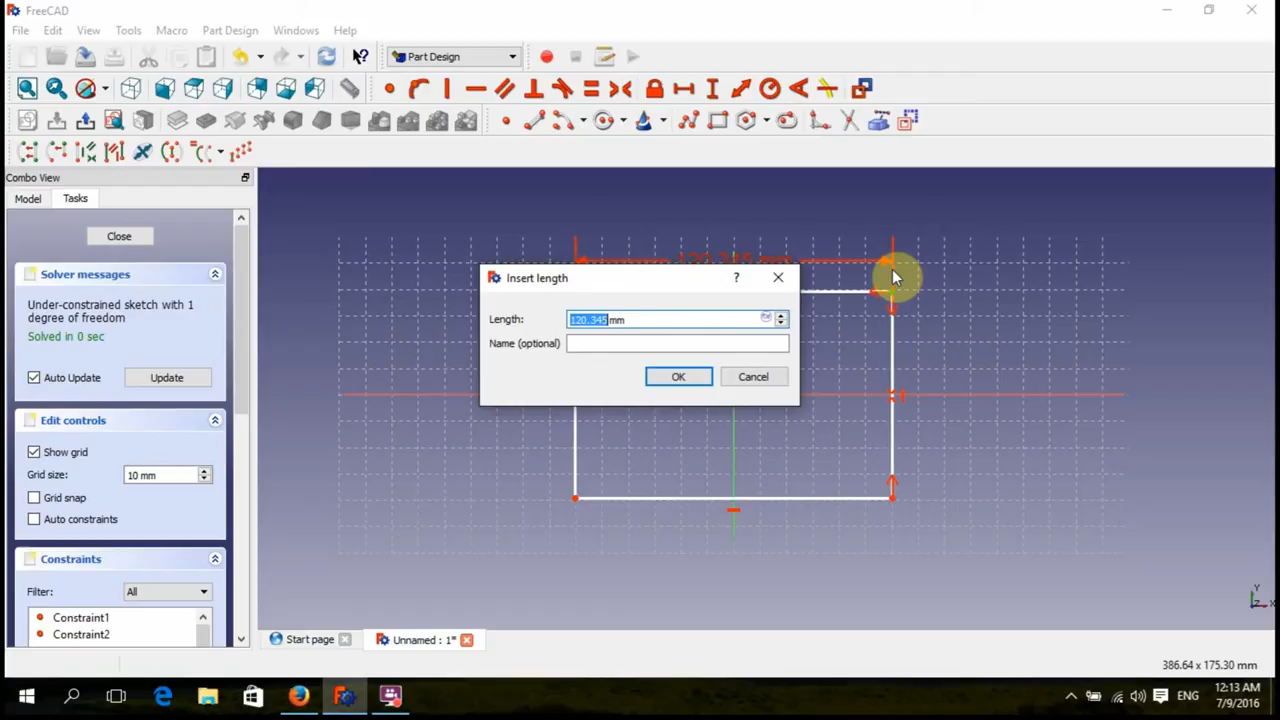 FreeCAD
File Edit View Tools Macro Part Design Windows Help
Part Design
Combo View
Model Tasks
Close
Solver messages
Under-constrained sketch with 1
degree of freedom
Solved in 0 sec
Auto Update Update
Edit controls
Show grid
Grid size: 10 mm
Grid snap
Auto constraints
Constraints
Filter: All
Constraint1
Constraint2
Insert length
?
Length: 120.345 mm
Name (optional)
OK Cancel
Y
Z X
Start page Unnamed : 1*
386.64 x 175.30 mm
ENG
12:13 AM
7/9/2016